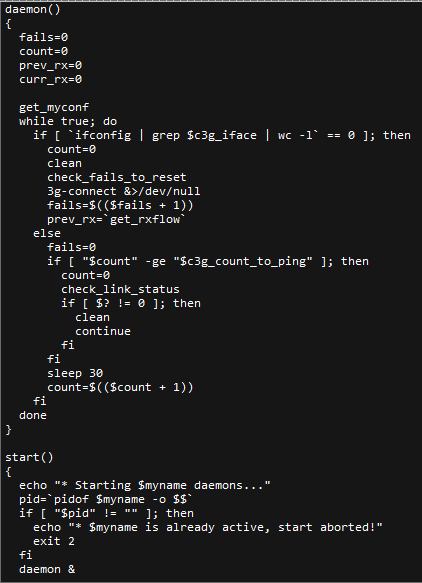 daemon()
{
  fails=0
  count=0
  prev_rx=0
  curr_rx=0

  get_myconf
  while true; do
    if [ `ifconfig | grep $c3g_iface | wc -l` == 0 ]; then
      count=0
      clean
      check_fails_to_reset
      3g-connect &>/dev/null
      fails=$(($fails + 1))
      prev_rx=`get_rxflow`
    else
      fails=0
      if [ "$count" -ge "$c3g_count_to_ping" ]; then
        count=0
        check_link_status
        if [ $? != 0 ]; then
          clean
          continue
        fi
      fi
      sleep 30
      count=$(($count + 1))
    fi
  done
}

start()
{
  echo "* Starting $myname daemons..."
  pid=`pidof $myname -o $$`
  if [ "$pid" != "" ]; then
    echo "* $myname is already active, start aborted!"
    exit 2
  fi
  daemon &